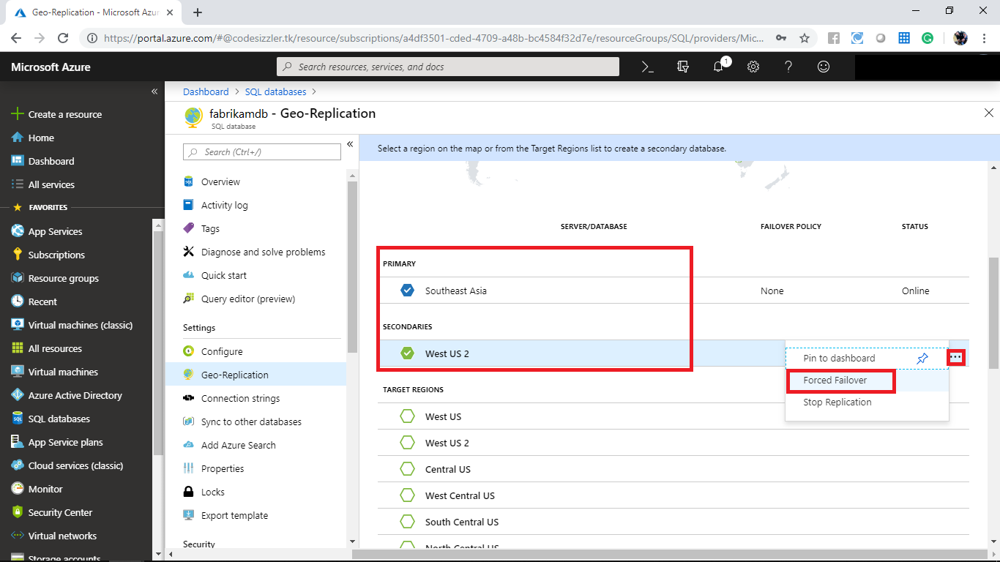 Geo-Replication - Microsoft Azur
https://portal.azure.com/#@codesizzler.tk/resource/subscriptions/a4df3501-cded-4709-a48b-bc4584f32d7e/resourceGroups/SQL/providers/Mic...
Microsoft Azure
Search resources, services, and docs
1
Create a resource
Home
Dashboard
All services
FAVORITES
App Services
Subscriptions
Resource groups
Recent
Virtual machines (classic)
All resources
Virtual machines
Azure Active Directory
SQL databases
App Service plans
Cloud services (classic)
Monitor
Security Center
Virtual networks
Storage accounts
Dashboard > SQL databases >
fabrikamdb - Geo-Replication
SQL database
Search (Ctrl+/)
Overview
Activity log
Tags
Diagnose and solve problems
Quick start
Query editor (preview)
Settings
Configure
Geo-Replication
Connection strings
Sync to other databases
Add Azure Search
Properties
Locks
Export template
Security
Select a region on the map or from the Target Regions list to create a secondary database.
SERVER/DATABASE FAILOVER POLICY STATUS
PRIMARY
Southeast Asia None Online
SECONDARIES
West US 2
Pin to dashboard
Forced Failover
Stop Replication
TARGET REGIONS
West US
West US 2
Central US
West Central US
South Central US
North Central US